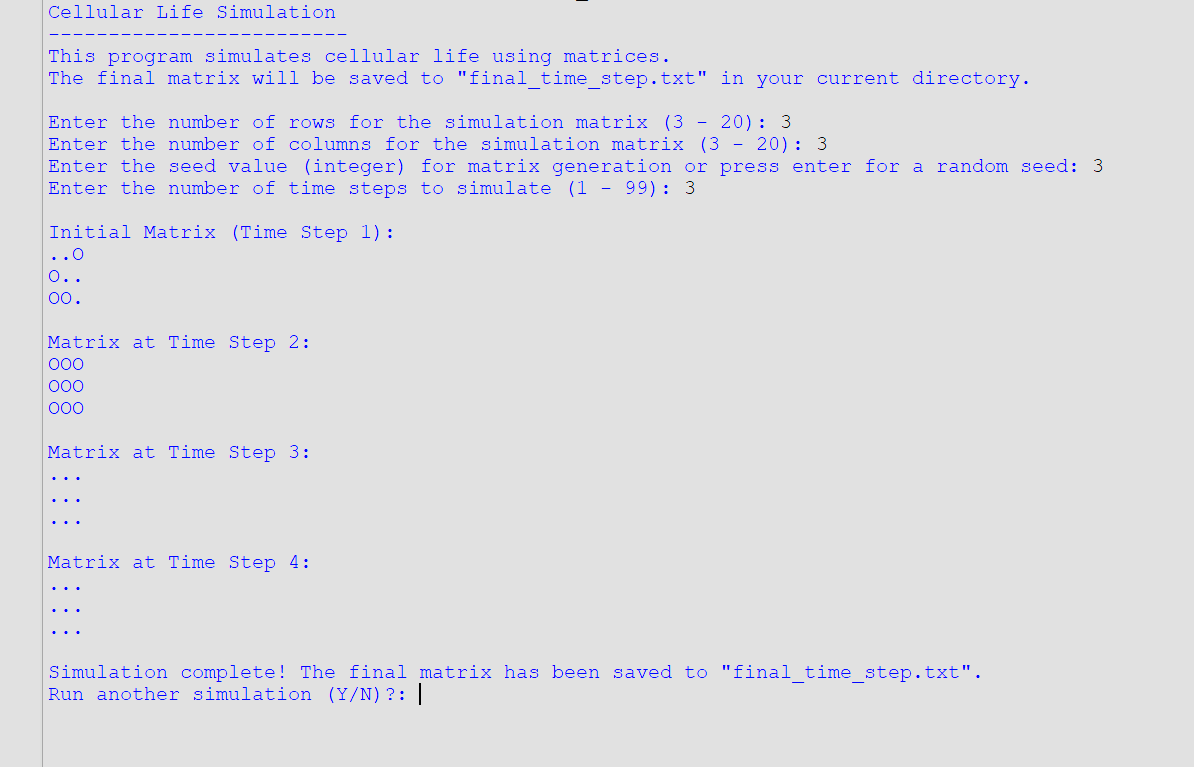 Cellular Life Simulation
-------------------------
This program simulates cellular life using matrices.
The final matrix will be saved to "final_time_step.txt" in your current directory.
Enter the number of rows for the simulation matrix (3 - 20): 3
Enter the number of columns for the simulation matrix (3 - 20): 3
Enter the seed value (integer) for matrix generation or press enter for a random seed: 3
Enter the number of time steps to simulate (1 - 99): 3
Initial Matrix (Time Step 1):
..O
O..
OO.
Matrix at Time Step 2:
OOO
OOO
OOO
Matrix at Time Step 3:
...
...
...
Matrix at Time Step 4:
...
...
...
Simulation complete! The final matrix has been saved to "final_time_step.txt".
Run another simulation (Y/N)?: